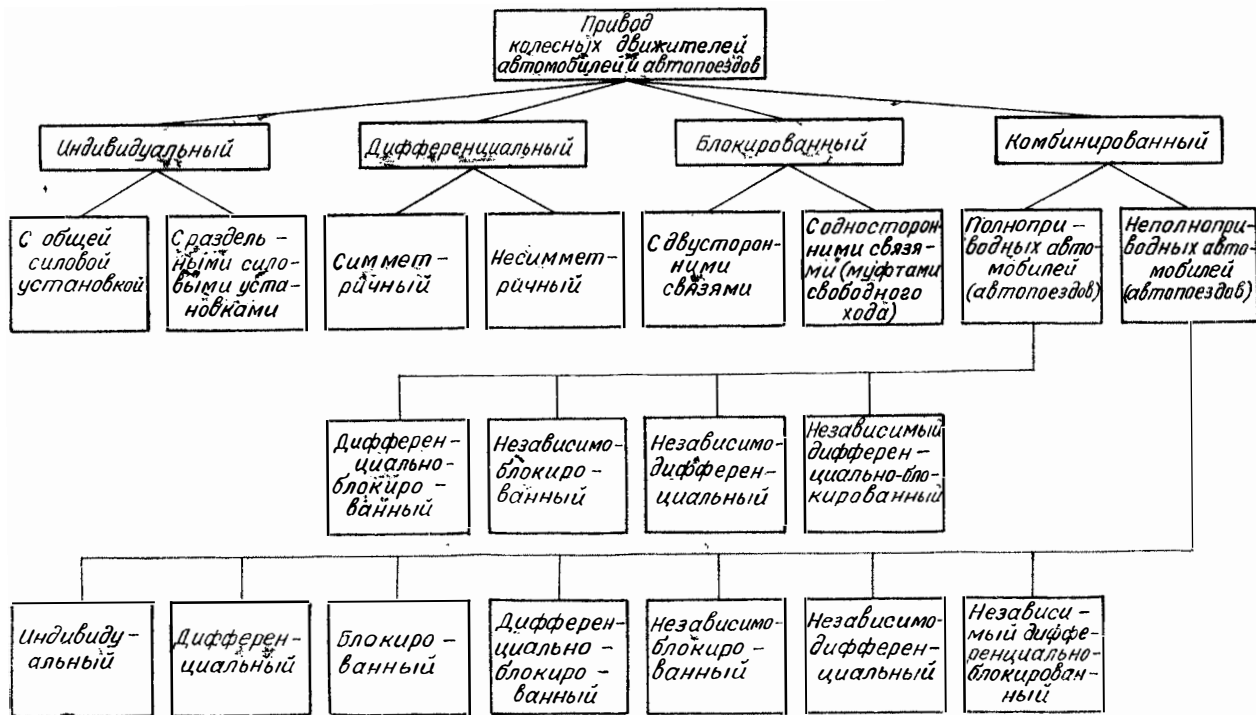 Привод
колесных движителей
автомобилей и автопоездов
Индивидуальный
Дифференциальный
Блокированный
Комбинированный
С общей
силовой
установкой
С раздель-
ными сило-
выми уста-
новками
Симмет-
ричный
Несиммет-
ричный
С двусторон-
ними
связями
С односторон-
ними связя-
ми (муфтами
свободного
хода)
Полнопри-
водных авто-
мобилей
(автопоездов)
Неполнопри-
водных авто-
мобилей
(автопоездов)
Дифферен-
циально-
блокиро-
ванный
Независимо-
блокиро-
ванный
Независимо-
дифферен-
циальный
Независимый
дифферен-
циально-бло-
кированный
Индивиду-
альный
Дифферен-
циальный
Блокиро-
ванный
Дифферен-
циально-
блокиро-
ванный
Независимо-
блокиро-
ванный
Независимо-
дифферен-
циальный
Независи-
мый диффе-
ренциально-
блокирован-
ный